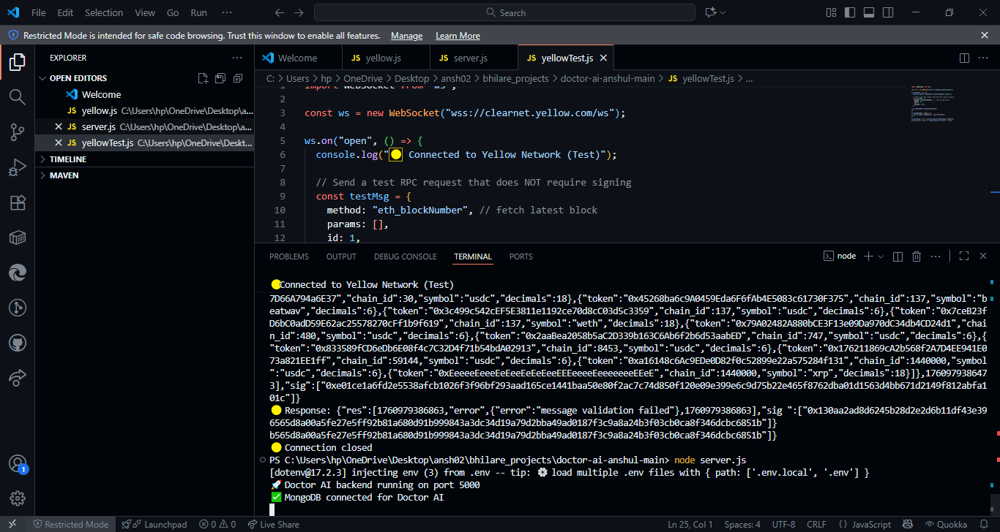 File Edit Selection View Go Run ··· Search
Restricted Mode is intended for safe code browsing. Trust this window to enable all features. Manage Learn More
EXPLORER
OPEN EDITORS
Welcome
yellow.js C:\Users\hp\OneDrive\Desktop\a...
server.js C:\Users\hp\OneDrive\Desktop\a...
yellowTest.js C:\Users\hp\OneDrive\Deskt...
TIMELINE
MAVEN
Welcome JS yellow.js JS server.js JS yellowTest.js
C: > Users > hp > OneDrive > Desktop > ansh02 > bhilare_projects > doctor-ai-anshul-main > JS yellowTest.js > ...
1 import WebSocket from "ws";
2
3 const ws = new WebSocket("wss://clearnet.yellow.com/ws");
4
5 ws.on("open", () => {
6 console.log("🟡 Connected to Yellow Network (Test)");
7
8 // Send a test RPC request that does NOT require signing
9 const testMsg = {
10 method: "eth_blockNumber", // fetch latest block
11 params: [],
12 id: 1,
PROBLEMS OUTPUT DEBUG CONSOLE TERMINAL PORTS node
🟡Connected to Yellow Network (Test)
7D66A794a6E37","chain_id":30,"symbol":"usdc","decimals":18},{"token":"0x45268ba6c9A0459Eda6F6fAb4E5083c61730F375","chain_id":137,"symbol":"b
eatwav","decimals":6},{"token":"0x3c499c542cEF5E3811e1192ce70d8cC03d5c3359","chain_id":137,"symbol":"usdc","decimals":6},{"token":"0x7ceB23f
D6bC0adD59E62ac25578270cFf1b9f619","chain_id":137,"symbol":"weth","decimals":18},{"token":"0x79A02482A880bCE3F13e09Da970dC34db4CD24d1","chai
n_id":480,"symbol":"usdc","decimals":6},{"token":"0x2aaBea2058b5aC2D339b163C6Ab6f2b6d53aabED","chain_id":747,"symbol":"usdc","decimals":6},{
"token":"0x833589fCD6eDb6E08f4c7C32D4f71b54bdA02913","chain_id":8453,"symbol":"usdc","decimals":6},{"token":"0x176211869cA2b568f2A7D4EE941E0
73a821EE1ff","chain_id":59144,"symbol":"usdc","decimals":6},{"token":"0xa16148c6Ac9EDe0D82f0c52899e22a575284f131","chain_id":1440000,"symbol
":"usdc","decimals":6},{"token":"0xEeeeeEeeeEeEeeEeEeEeeEEEeeeeEeeeeeeeEEeE","chain_id":1440000,"symbol":"xrp","decimals":18}]},176097938647
3],"sig":["0xe01ce1a6fd2e5538afcb1026f3f96bf293aad165ce1441baa50e80f2ac7c74d850f120e09e399e6c9d75b22e465f8762dba01d1563d4bb671d2149f812abfa1
01c"]}
🟡 Response: {"res":[1760979386863,"error",{"error":"message validation failed"},1760979386863],"sig ":["0x130aa2ad8d6245b28d2e2d6b11df43e39
6565d8a00a5fe27e5ff92b81a680d91b999843a3dc34d19a79d2bba49ad0187f3c9a8a24b3f03cb0ca8f346dcbc6851b"]}
b565d8a00a5fe27e5ff92b81a680d91b999843a3dc34d19a79d2bba49ad0187f3c9a8a24b3f03cb0ca8f346dcbc6851b"]}
🟡 Connection closed
PS C:\Users\hp\OneDrive\Desktop\ansh02\bhilare_projects\doctor-ai-anshul-main> node server.js
[dotenv@17.2.3] injecting env (3) from .env -- tip: ⚙️ load multiple .env files with { path: ['.env.local', '.env'] }
🚀 Doctor AI backend running on port 5000
✅ MongoDB connected for Doctor AI
Restricted Mode Launchpad 0 0 Live Share Ln 25, Col 1 Spaces: 4 UTF-8 CRLF {} JavaScript Quokka